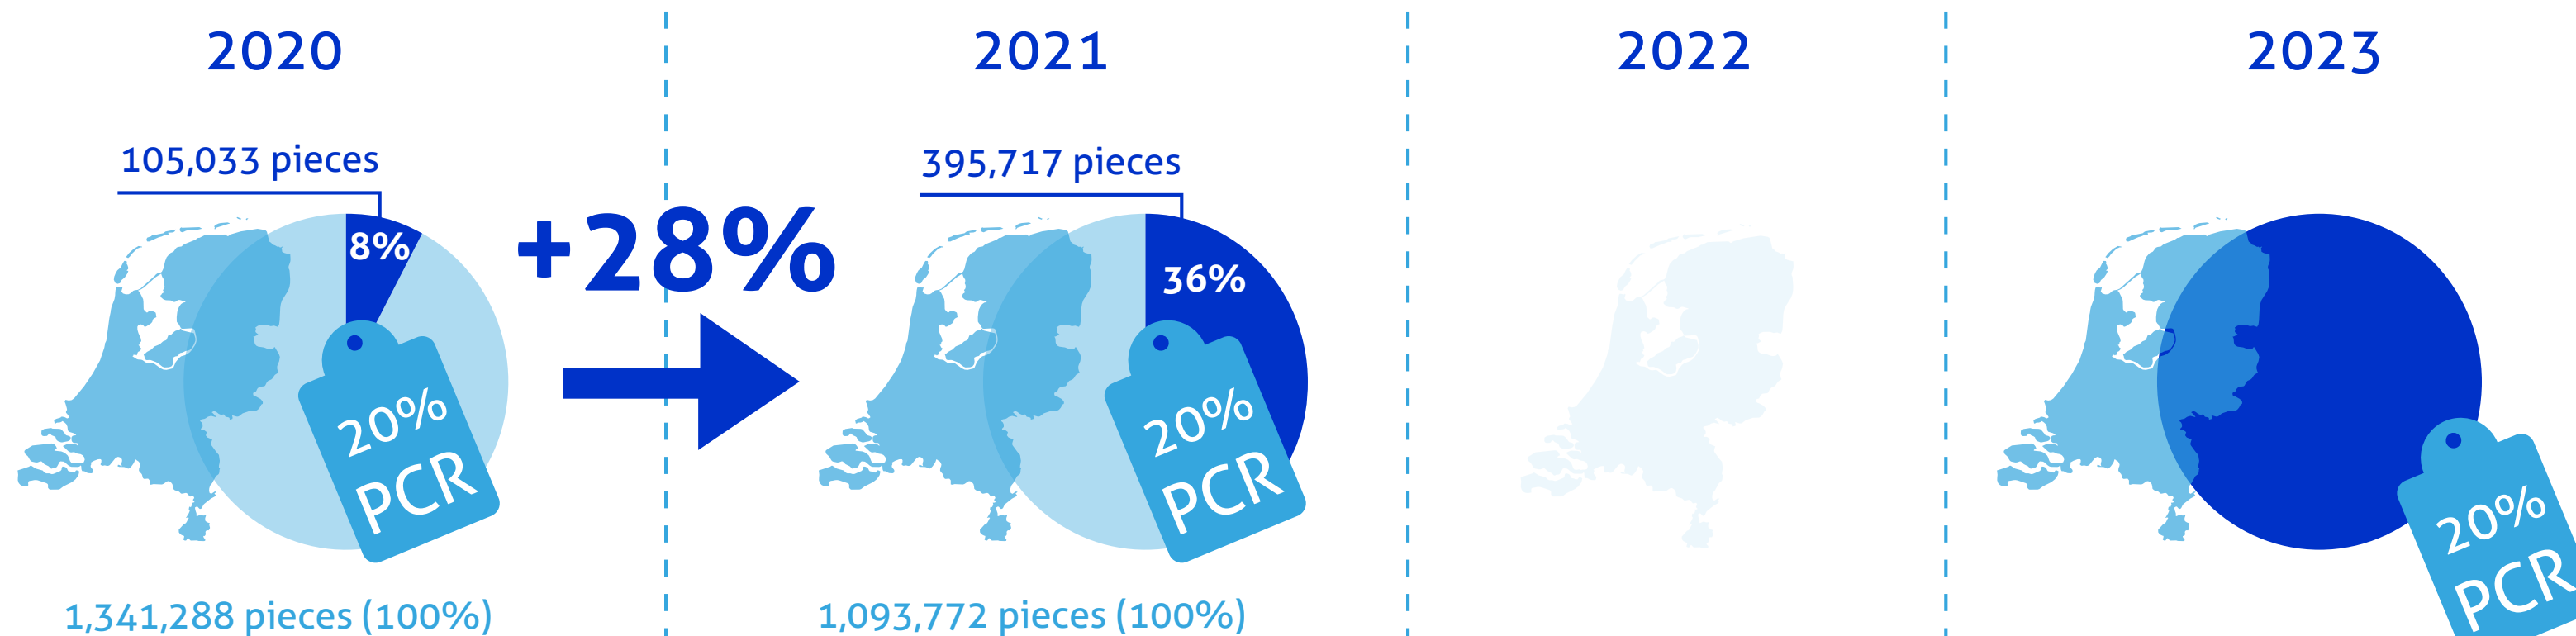 2020
105,033 pieces
8%
20%
PCR
1,341,288 pieces (100%)
+28%
2021
395,717 pieces
36%
20%
PCR
1,093,772 pieces (100%)
2022
2023
20%
PCR